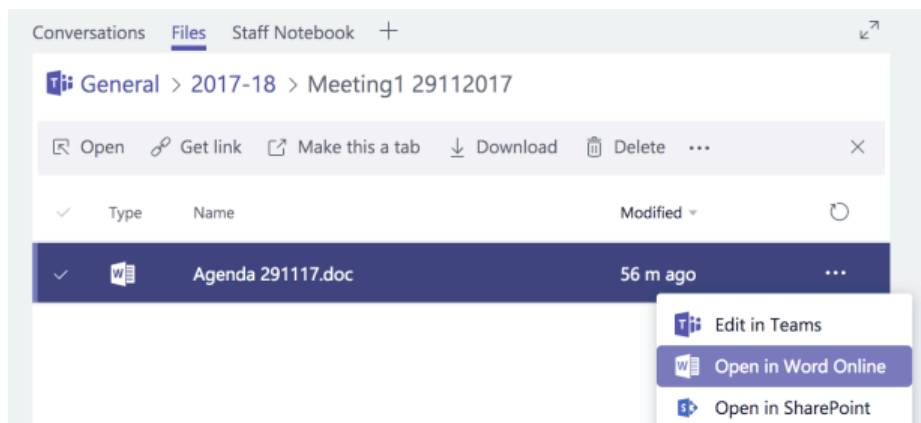 Conversations Files Staff Notebook +
General > 2017-18 > Meeting1 29112017
Open Get link Make this a tab Download Delete ...
Type Name Modified
Agenda 291117.doc 56 m ago ...
Edit in Teams
Open in Word Online
Open in SharePoint